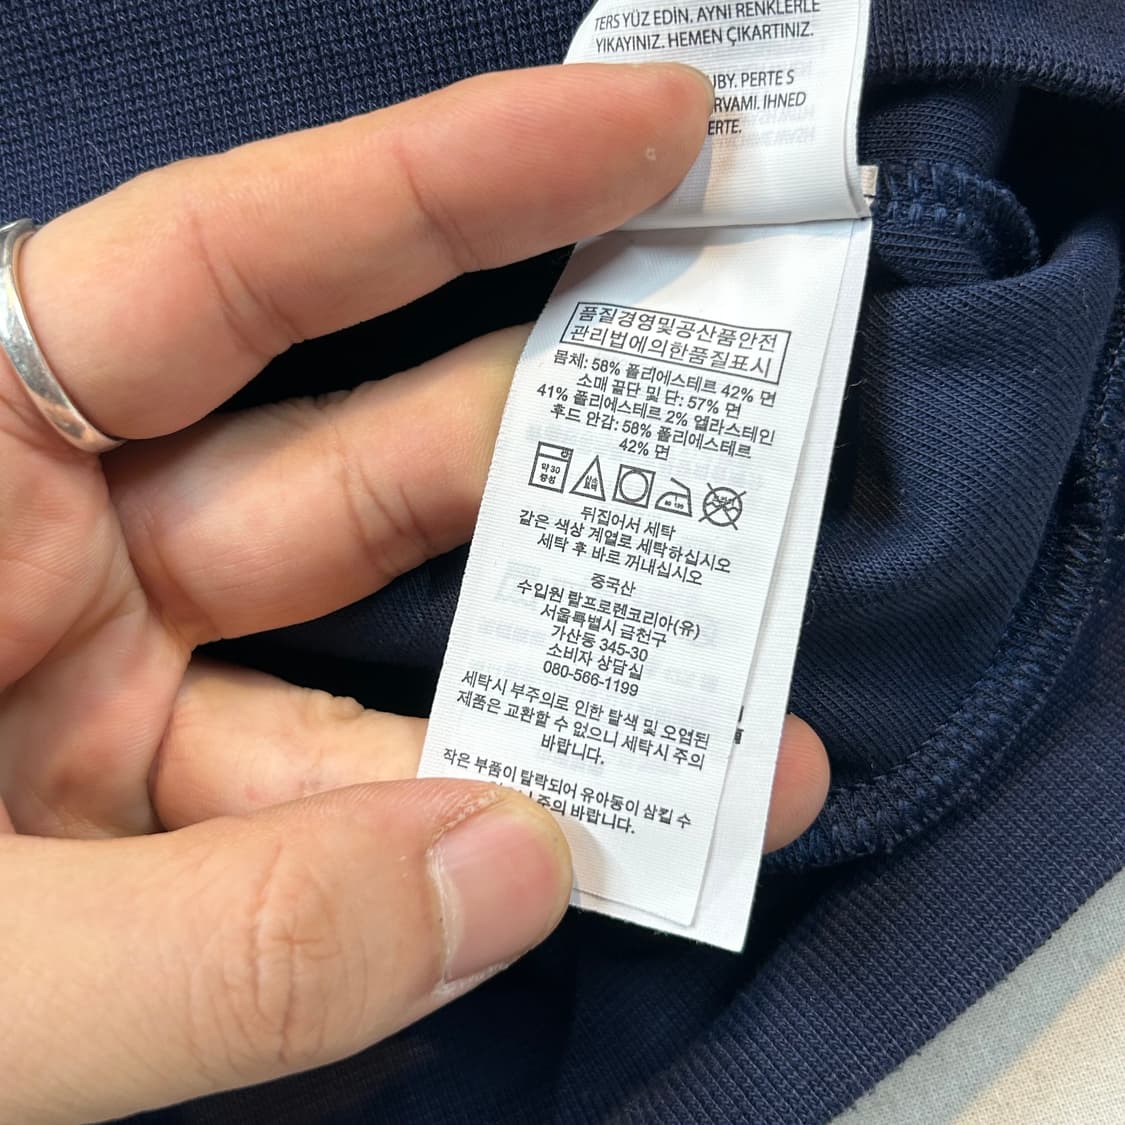 TERS YÜZ EDİN. AYNI RENKLERLE
YIKAYINIZ. HEMEN ÇIKARTINIZ.
UBY. PERTE S
RVAMI. IHNED
ERTE.
품질경영및공산품안전
관리법에의한품질표시
몸체: 58% 폴리에스테르 42% 면
소매 끝단 및 단: 57% 면
41% 폴리에스테르 2% 엘라스테인
후드 안감: 58% 폴리에스테르
42% 면
약 30
중성
뒤집어서 세탁
같은 색상 계열로 세탁하십시오
세탁 후 바로 꺼내십시오
중국산
수입원 랄프로렌코리아(유)
서울특별시 금천구
가산동 345-30
소비자 상담실
080-566-1199
세탁시 부주의로 인한 탈색 및 오염된
제품은 교환할 수 없으니 세탁시 주의
바랍니다.
작은 부품이 탈락되어 유아동이 삼킬 수
주의 바랍니다.